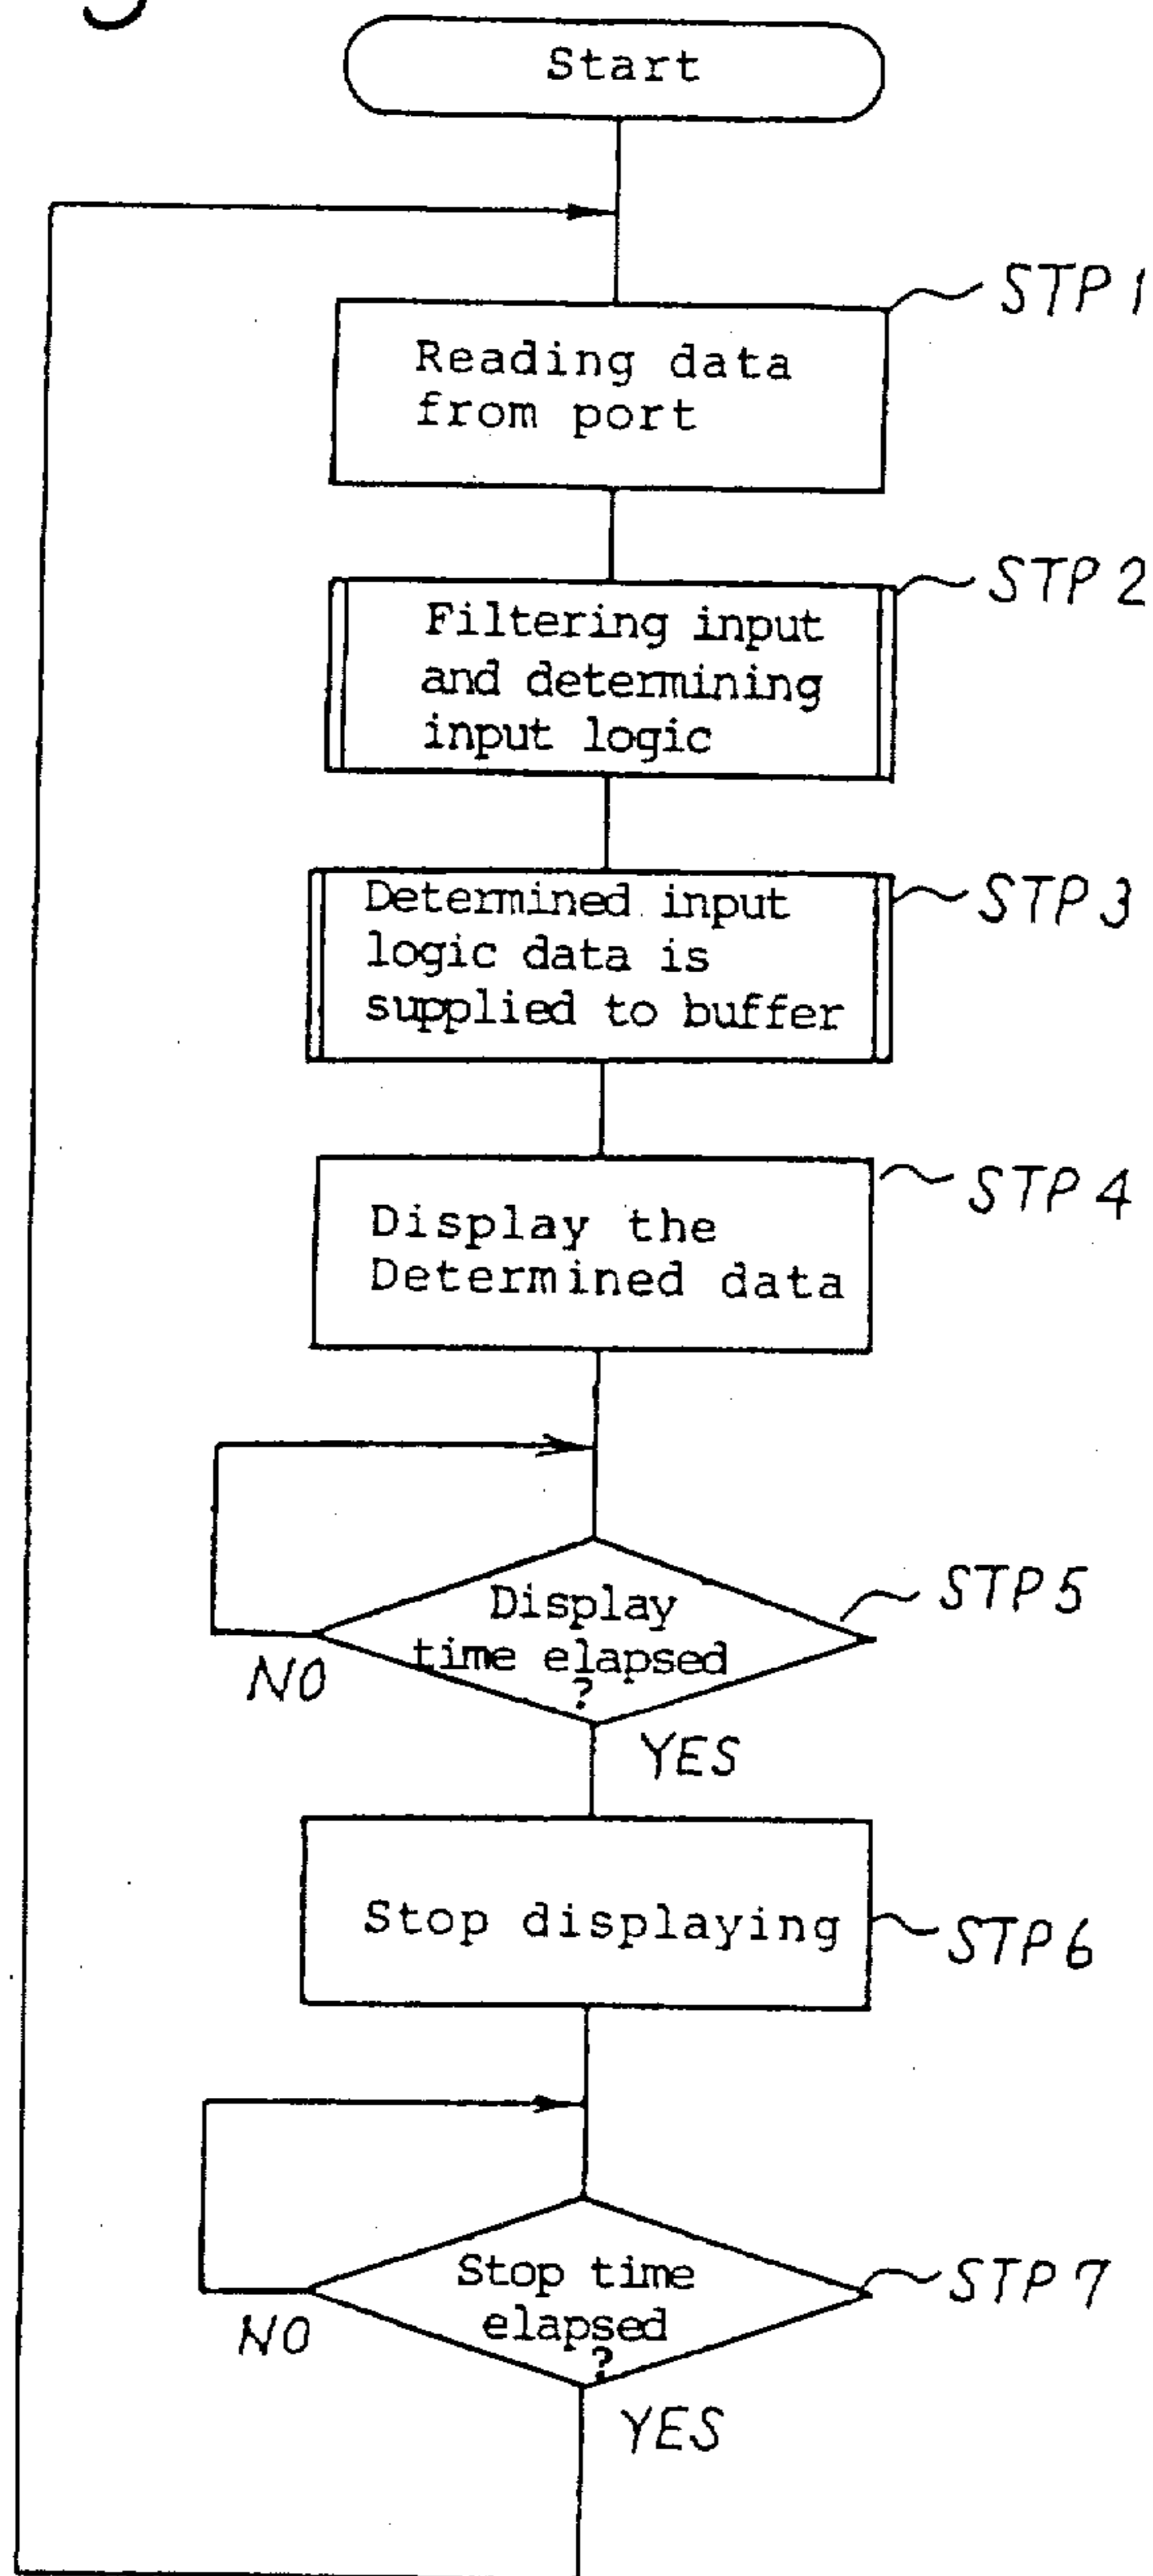 Start
STP 1
Reading data
from port
STP 2
Filtering input
and determining
input logic
STP 3
Determined input
logic data is
supplied to buffer
STP 4
Display the
Determined data
STP 5
Display
time elapsed
?
NO
YES
Stop displaying
STP 6
Stop time
elapsed
?
STP 7
NO
YES